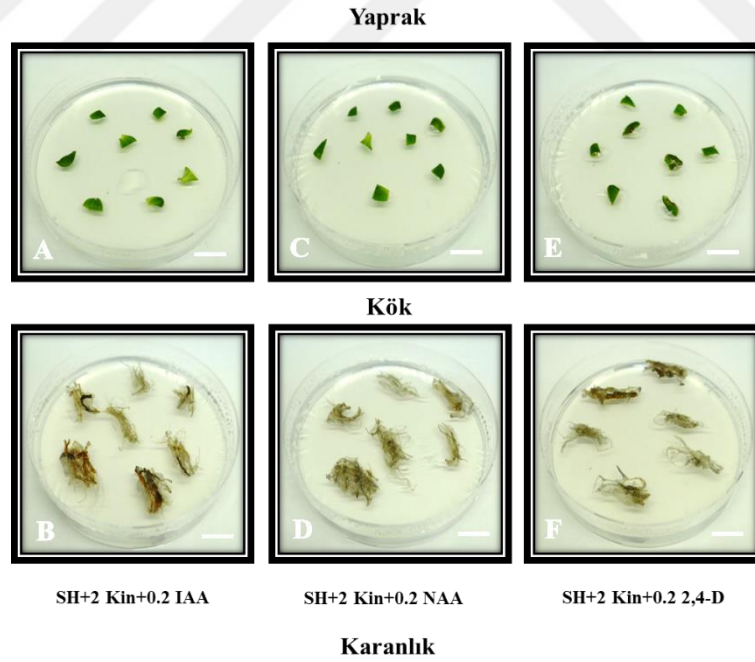 Yaprak
A
C
E
Kök
B
D
F
SH+2 Kin+0.2 IAA
SH+2 Kin+0.2 NAA
SH+2 Kin+0.2 2,4-D
Karanlık